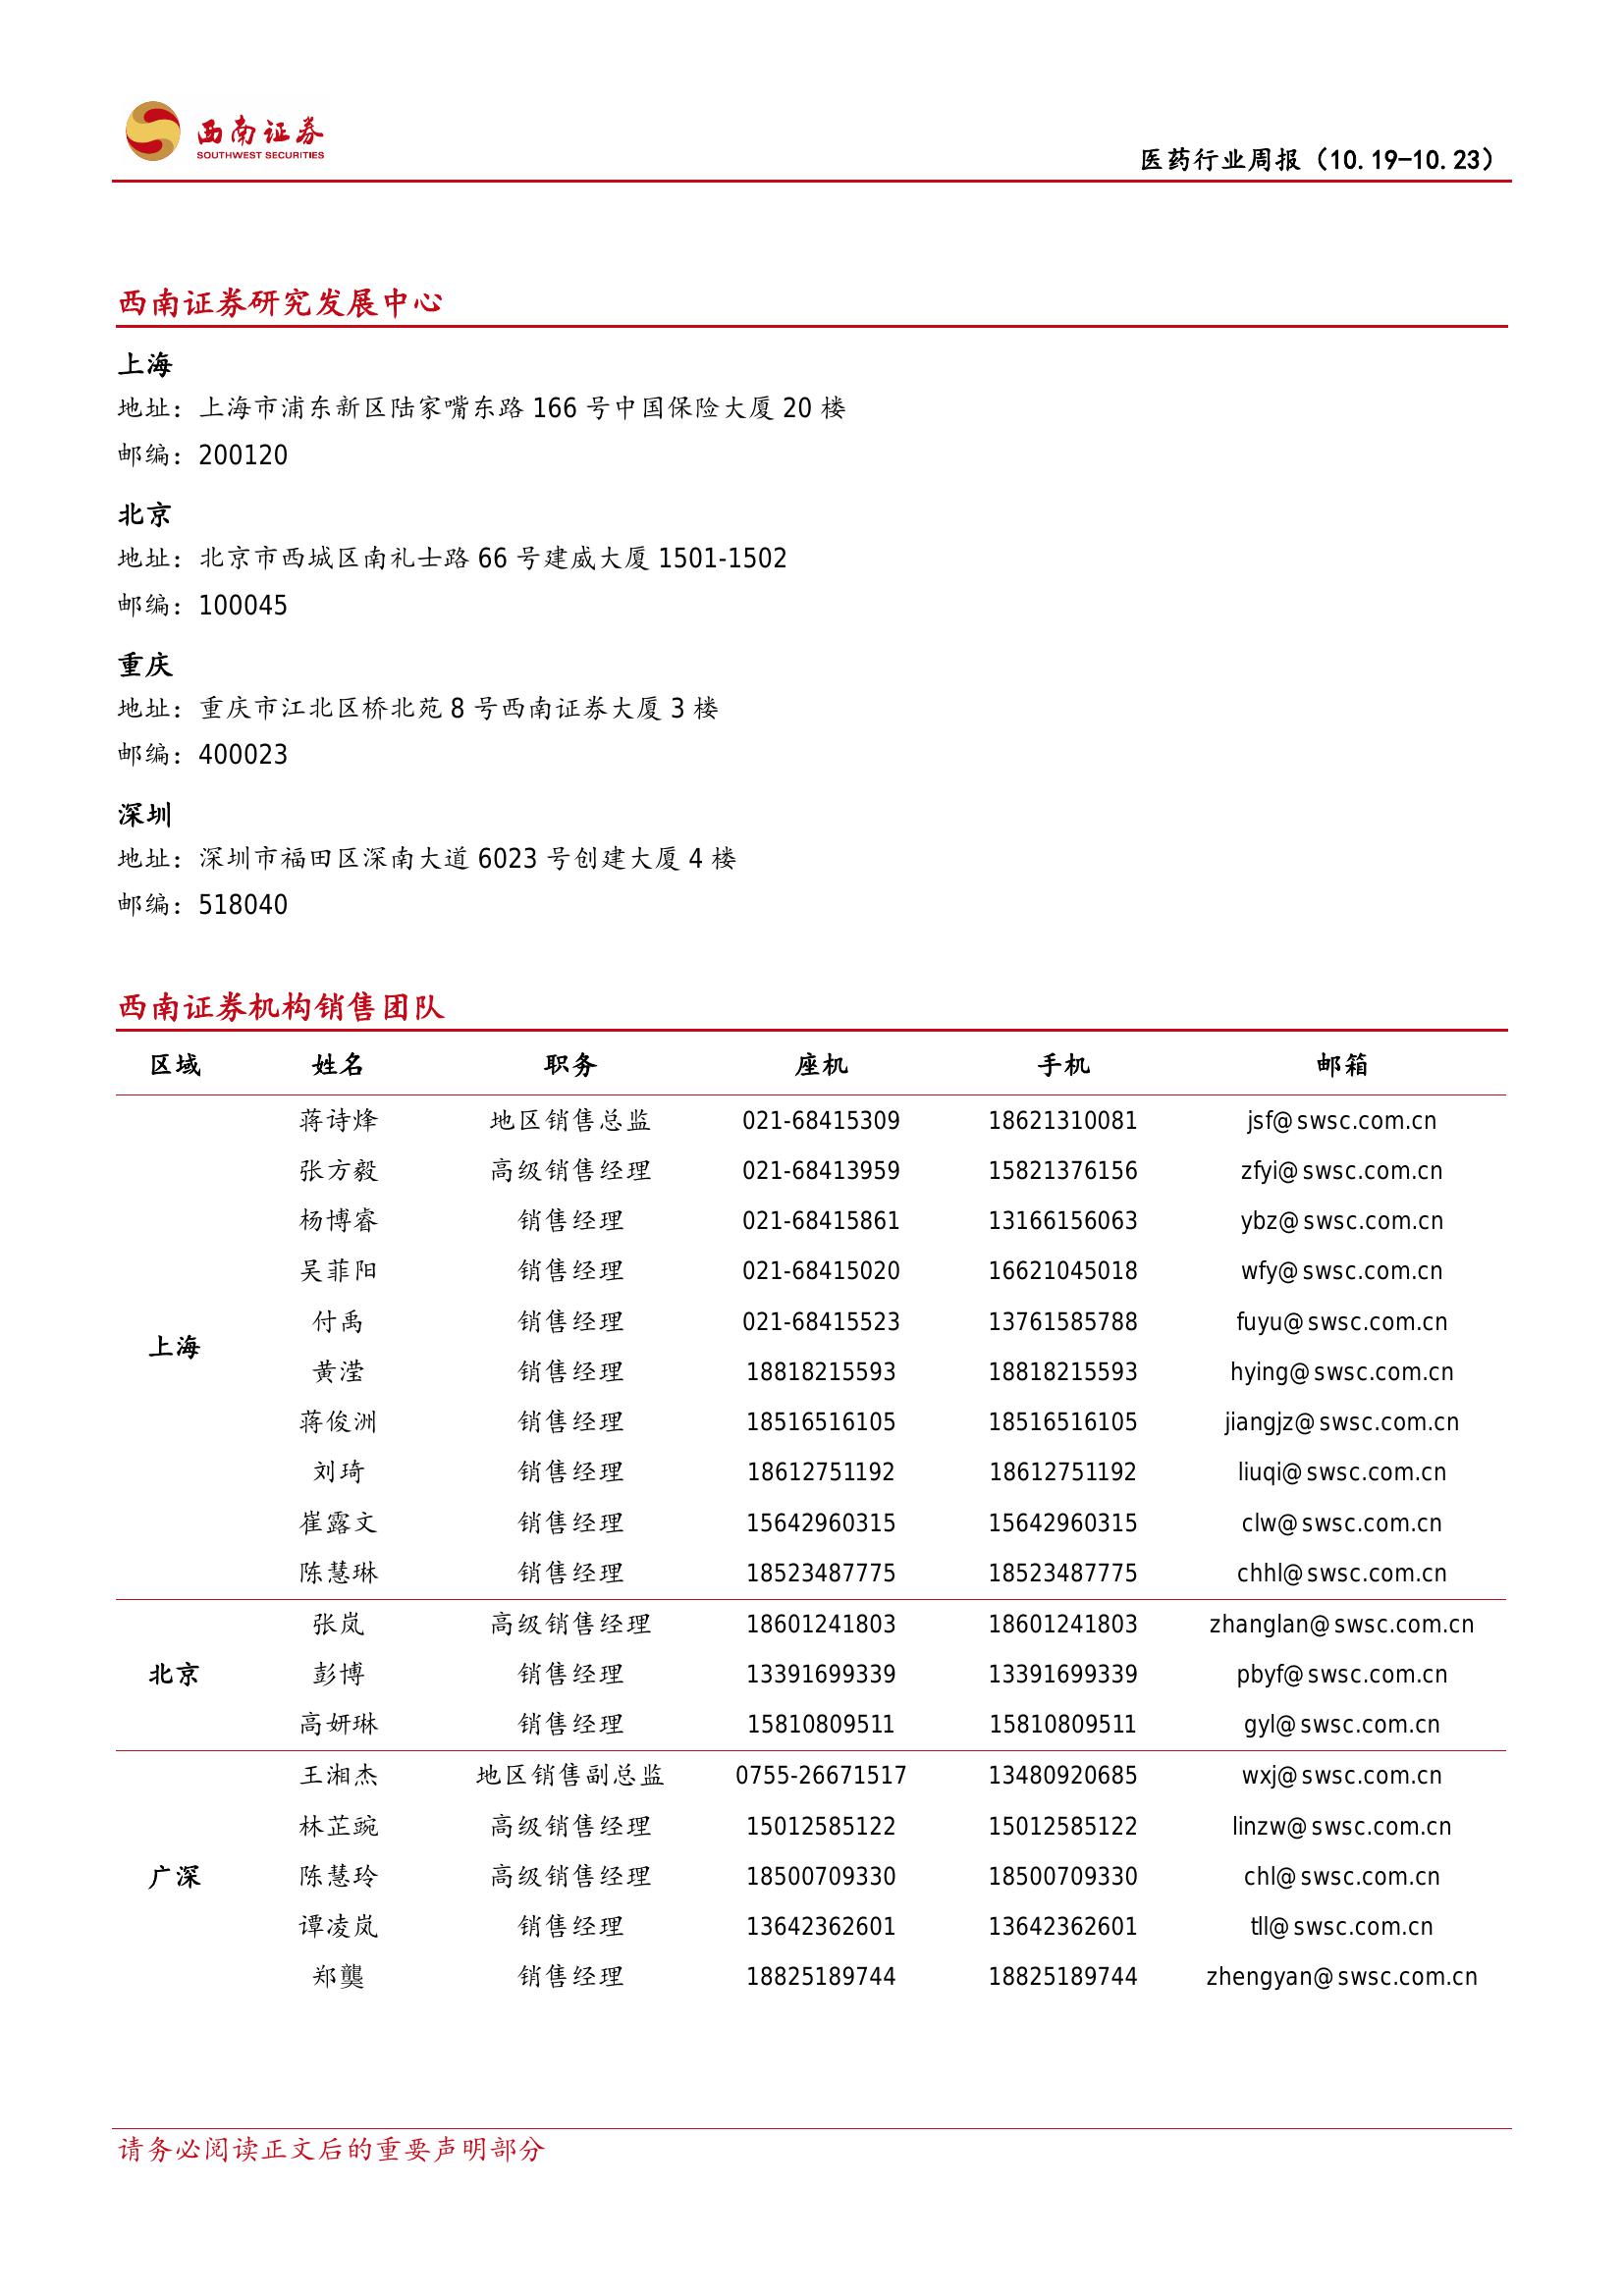 西南证券
SOUTHWEST SECURITIES
医药行业周报（10.19-10.23）
西南证券研究发展中心
上海
地址：上海市浦东新区陆家嘴东路 166 号中国保险大厦 20 楼
邮编：200120
北京
地址：北京市西城区南礼士路 66 号建威大厦 1501-1502
邮编：100045
重庆
地址：重庆市江北区桥北苑 8 号西南证券大厦 3 楼
邮编：400023
深圳
地址：深圳市福田区深南大道 6023 号创建大厦 4 楼
邮编：518040
西南证券机构销售团队
区域 姓名 职务 座机 手机 邮箱
蒋诗烽 地区销售总监 021-68415309 18621310081 jsf@swsc.com.cn
张方毅 高级销售经理 021-68413959 15821376156 zfyi@swsc.com.cn
杨博睿 销售经理 021-68415861 13166156063 ybz@swsc.com.cn
吴菲阳 销售经理 021-68415020 16621045018 wfy@swsc.com.cn
付禹 销售经理 021-68415523 13761585788 fuyu@swsc.com.cn
上海
黄滢 销售经理 18818215593 18818215593 hying@swsc.com.cn
蒋俊洲 销售经理 18516516105 18516516105 jiangjz@swsc.com.cn
刘琦 销售经理 18612751192 18612751192 liuqi@swsc.com.cn
崔露文 销售经理 15642960315 15642960315 clw@swsc.com.cn
陈慧琳 销售经理 18523487775 18523487775 chhl@swsc.com.cn
张岚 高级销售经理 18601241803 18601241803 zhanglan@swsc.com.cn
北京 彭博 销售经理 13391699339 13391699339 pbyf@swsc.com.cn
高妍琳 销售经理 15810809511 15810809511 gyl@swsc.com.cn
王湘杰 地区销售副总监 0755-26671517 13480920685 wxj@swsc.com.cn
林芷豌 高级销售经理 15012585122 15012585122 linzw@swsc.com.cn
广深 陈慧玲 高级销售经理 18500709330 18500709330 chl@swsc.com.cn
谭凌岚 销售经理 13642362601 13642362601 tll@swsc.com.cn
郑龑 销售经理 18825189744 18825189744 zhengyan@swsc.com.cn
请务必阅读正文后的重要声明部分